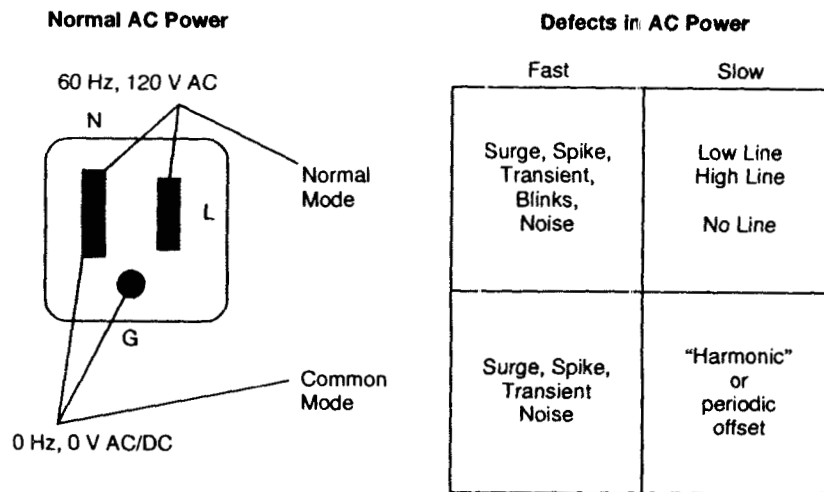 Normal AC Power
60 Hz, 120 V AC
N
Normal
Mode
L
G
Common
Mode
0 Hz, 0 V AC/DC
Defects in AC Power
Fast
Slow
Surge, Spike,
Transient,
Blinks,
Noise
Low Line
High Line
No Line
Surge, Spike,
Transient
Noise
"Harmonic"
or
periodic
offset